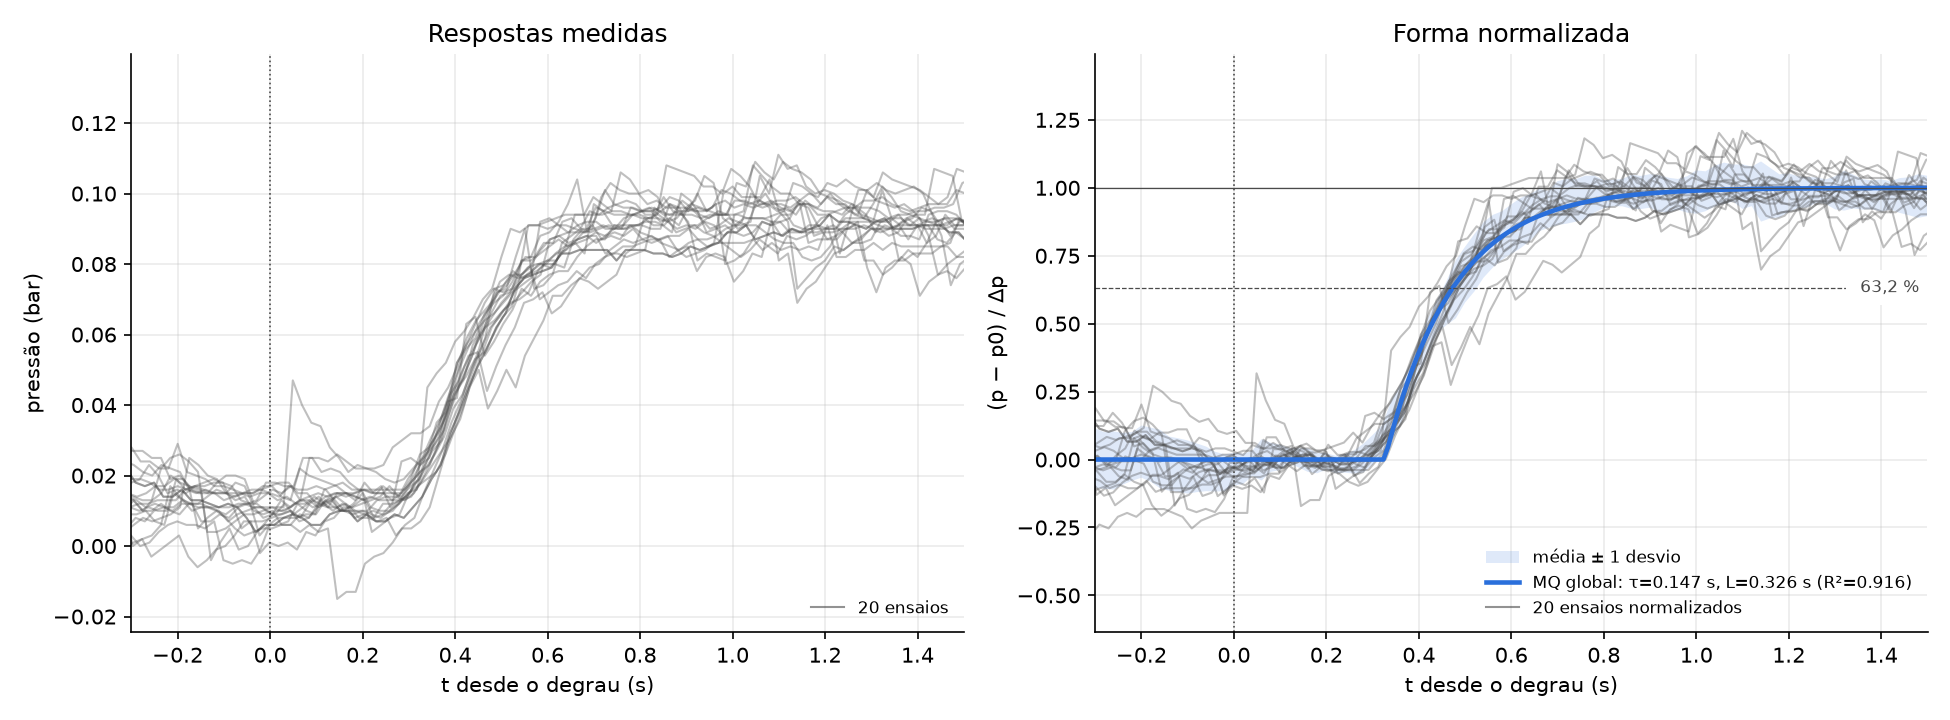 Respostas medidas
pressão (bar)
0.12
0.10
0.08
0.06
0.04
0.02
0.00
−0.02
20 ensaios
−0.2 0.0 0.2 0.4 0.6 0.8 1.0 1.2 1.4
t desde o degrau (s)
Forma normalizada
(p − p0) / Δp
1.25
1.00
0.75
0.50
0.25
0.00
−0.25
−0.50
63,2 %
média ± 1 desvio
MQ global: τ=0.147 s, L=0.326 s (R²=0.916)
20 ensaios normalizados
−0.2 0.0 0.2 0.4 0.6 0.8 1.0 1.2 1.4
t desde o degrau (s)